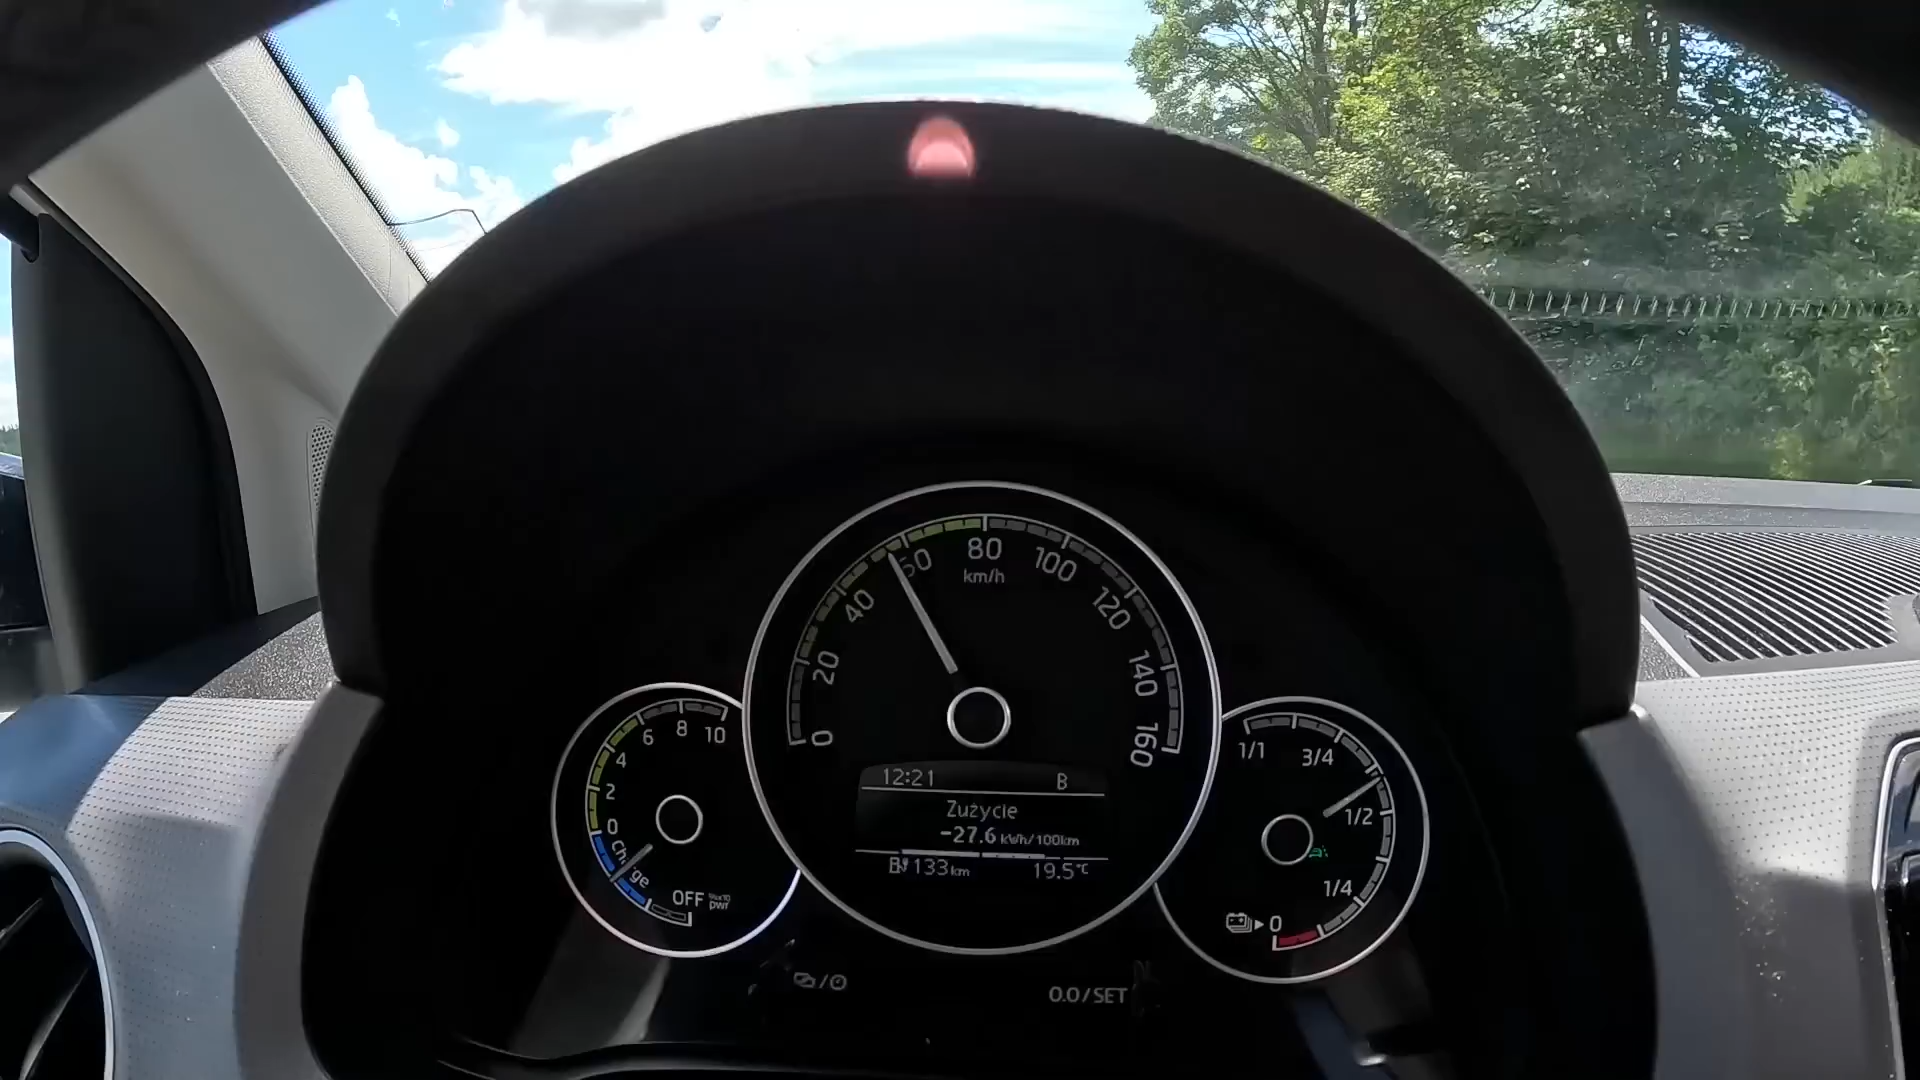 0 20 40 60 80 100 120 140 160
km/h
12:21 B
Zużycie
-27.6 kWh/100km
133km 19.5°C
10
8
6
4
2
0
Charge
OFF
pwr
1/1
3/4
1/2
1/4
0
0.0/SET